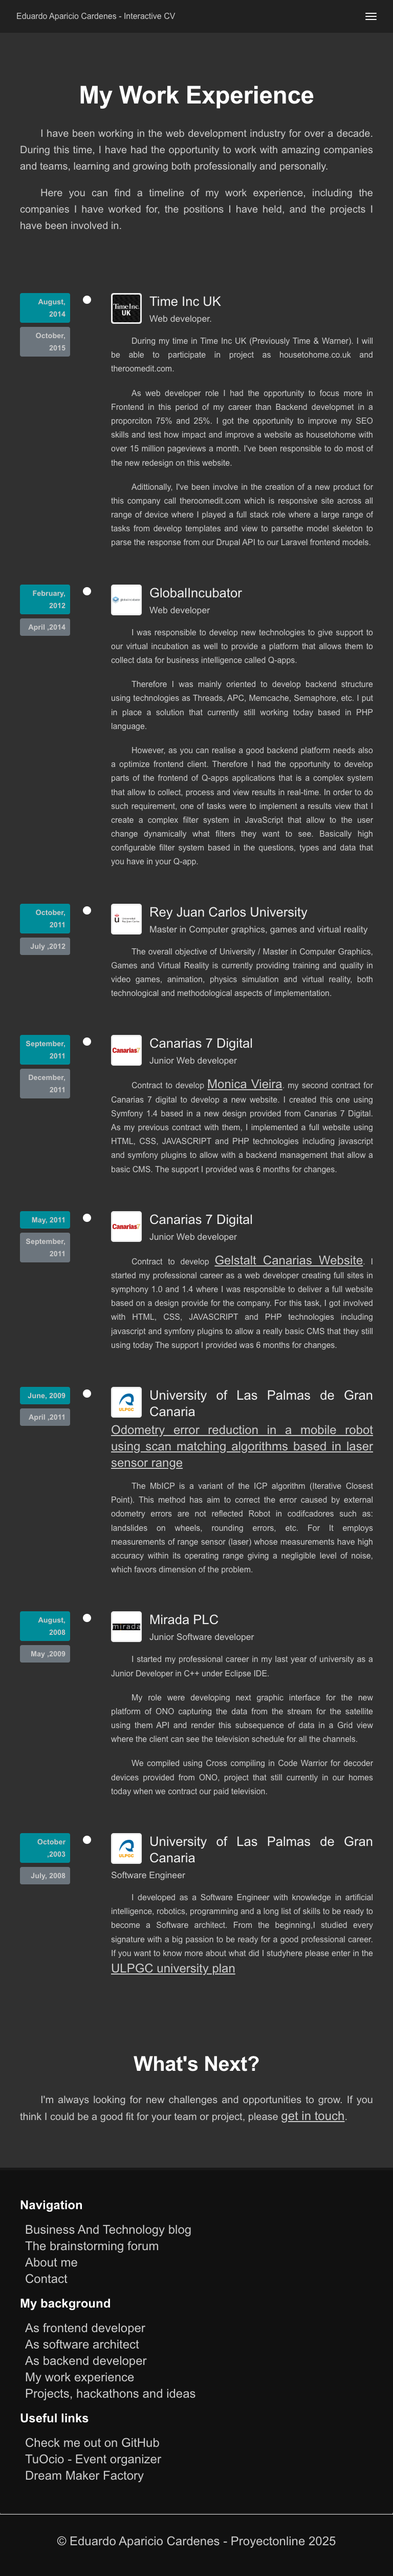 Eduardo Aparicio Cardenes - Interactive CV
My Work Experience
I have been working in the web development industry for over a decade.
During this time, I have had the opportunity to work with amazing companies
and teams, learning and growing both professionally and personally.
Here you can find a timeline of my work experience, including the
companies I have worked for, the positions I have held, and the projects I
have been involved in.
August,
2014
October,
2015
Time Inc.
UK
Time Inc UK
Web developer.
During my time in Time Inc UK (Previously Time & Warner). I will
be able to participate in project as housetohome.co.uk and
theroomedit.com.
As web developer role I had the opportunity to focus more in
Frontend in this period of my career than Backend developmet in a
proporciton 75% and 25%. I got the opportunity to improve my SEO
skills and test how impact and improve a website as housetohome with
over 15 million pageviews a month. I've been responsible to do most of
the new redesign on this website.
Adittionally, I've been involve in the creation of a new product for
this company call theroomedit.com which is responsive site across all
range of device where I played a full stack role where a large range of
tasks from develop templates and view to parsethe model skeleton to
parse the response from our Drupal API to our Laravel frontend models.
February,
2012
April ,2014
GlobalIncubator
Web developer
I was responsible to develop new technologies to give support to
our virtual incubation as well to provide a platform that allows them to
collect data for business intelligence called Q-apps.
Therefore I was mainly oriented to develop backend structure
using technologies as Threads, APC, Memcache, Semaphore, etc. I put
in place a solution that currently still working today based in PHP
language.
However, as you can realise a good backend platform needs also
a optimize frontend client. Therefore I had the opportunity to develop
parts of the frontend of Q-apps applications that is a complex system
that allow to collect, process and view results in real-time. In order to do
such requirement, one of tasks were to implement a results view that I
create a complex filter system in JavaScript that allow to the user
change dynamically what filters they want to see. Basically high
configurable filter system based in the questions, types and data that
you have in your Q-app.
October,
2011
July ,2012
Rey Juan Carlos University
Master in Computer graphics, games and virtual reality
The overall objective of University / Master in Computer Graphics,
Games and Virtual Reality is currently providing training and quality in
video games, animation, physics simulation and virtual reality, both
technological and methodological aspects of implementation.
September,
2011
December,
2011
Canarias7
Canarias 7 Digital
Junior Web developer
Contract to develop Monica Vieira, my second contract for
Canarias 7 digital to develop a new website. I created this one using
Symfony 1.4 based in a new design provided from Canarias 7 Digital.
As my previous contract with them, I implemented a full website using
HTML, CSS, JAVASCRIPT and PHP technologies including javascript
and symfony plugins to allow with a backend management that allow a
basic CMS. The support I provided was 6 months for changes.
May, 2011
September,
2011
Canarias7
Canarias 7 Digital
Junior Web developer
Contract to develop Gelstalt Canarias Website. I
started my professional career as a web developer creating full sites in
symphony 1.0 and 1.4 where I was responsible to deliver a full website
based on a design provide for the company. For this task, I got involved
with HTML, CSS, JAVASCRIPT and PHP technologies including
javascript and symfony plugins to allow a really basic CMS that they still
using today The support I provided was 6 months for changes.
June, 2009
April ,2011
ULPGC
University of Las Palmas de Gran
Canaria
Odometry error reduction in a mobile robot
using scan matching algorithms based in laser
sensor range
The MbICP is a variant of the ICP algorithm (Iterative Closest
Point). This method has aim to correct the error caused by external
odometry errors are not reflected Robot in codifcadores such as:
landslides on wheels, rounding errors, etc. For It employs
measurements of range sensor (laser) whose measurements have high
accuracy within its operating range giving a negligible level of noise,
which favors dimension of the problem.
August,
2008
May ,2009
mirada
Mirada PLC
Junior Software developer
I started my professional career in my last year of university as a
Junior Developer in C++ under Eclipse IDE.
My role were developing next graphic interface for the new
platform of ONO capturing the data from the stream for the satellite
using them API and render this subsequence of data in a Grid view
where the client can see the television schedule for all the channels.
We compiled using Cross compiling in Code Warrior for decoder
devices provided from ONO, project that still currently in our homes
today when we contract our paid television.
October
,2003
July, 2008
ULPGC
University of Las Palmas de Gran
Canaria
Software Engineer
I developed as a Software Engineer with knowledge in artificial
intelligence, robotics, programming and a long list of skills to be ready to
become a Software architect. From the beginning,I studied every
signature with a big passion to be ready for a good professional career.
If you want to know more about what did I studyhere please enter in the
ULPGC university plan
What's Next?
I'm always looking for new challenges and opportunities to grow. If you
think I could be a good fit for your team or project, please get in touch.
Navigation
Business And Technology blog
The brainstorming forum
About me
Contact
My background
As frontend developer
As software architect
As backend developer
My work experience
Projects, hackathons and ideas
Useful links
Check me out on GitHub
TuOcio - Event organizer
Dream Maker Factory
© Eduardo Aparicio Cardenes - Proyectonline 2025